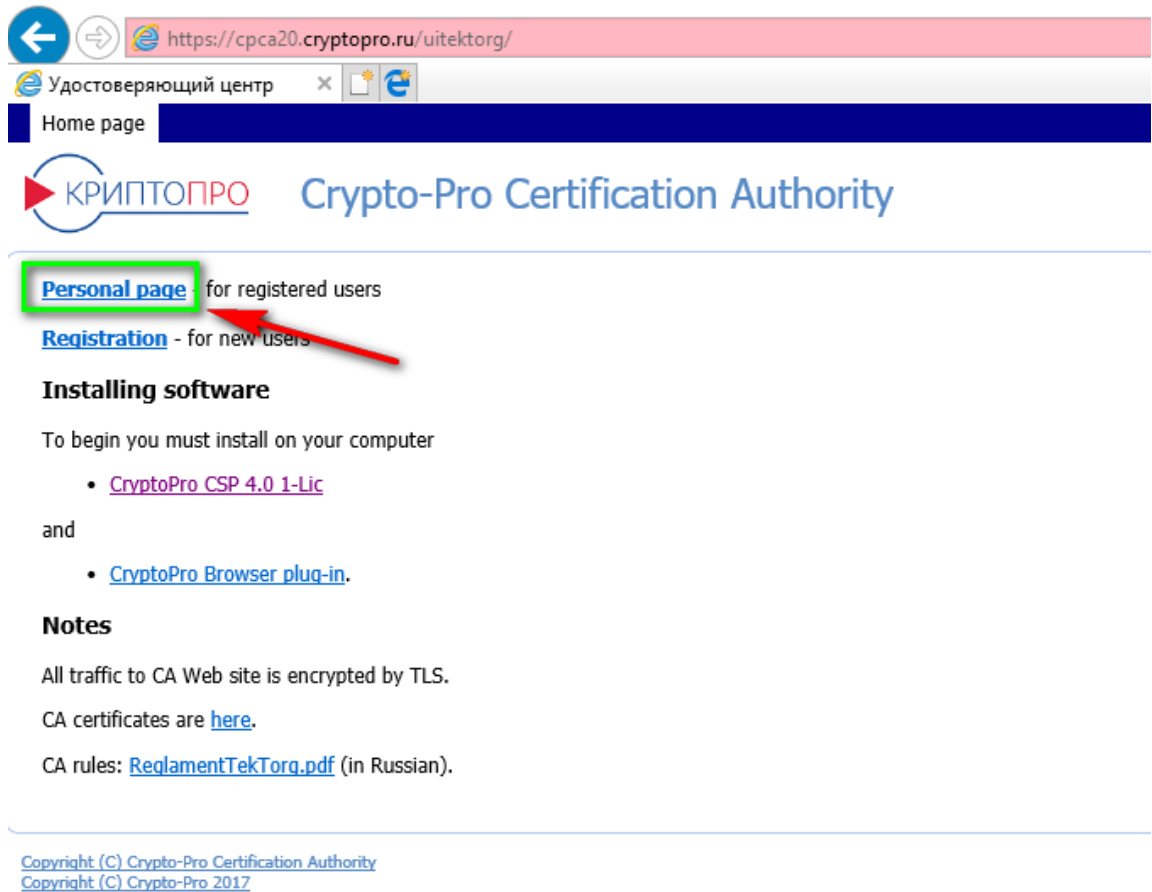 https://cpca20.cryptopro.ru/uitektorg/
Удостоверяющий центр
Home page
КРИПТОПРО
Crypto-Pro Certification Authority
Personal page - for registered users
Registration - for new users
Installing software
To begin you must install on your computer
• CryptoPro CSP 4.0 1-Lic
and
• CryptoPro Browser plug-in.
Notes
All traffic to CA Web site is encrypted by TLS.
CA certificates are here.
CA rules: ReglamentTekTorg.pdf (in Russian).
Copyright (C) Crypto-Pro Certification Authority
Copyright (C) Crypto-Pro 2017